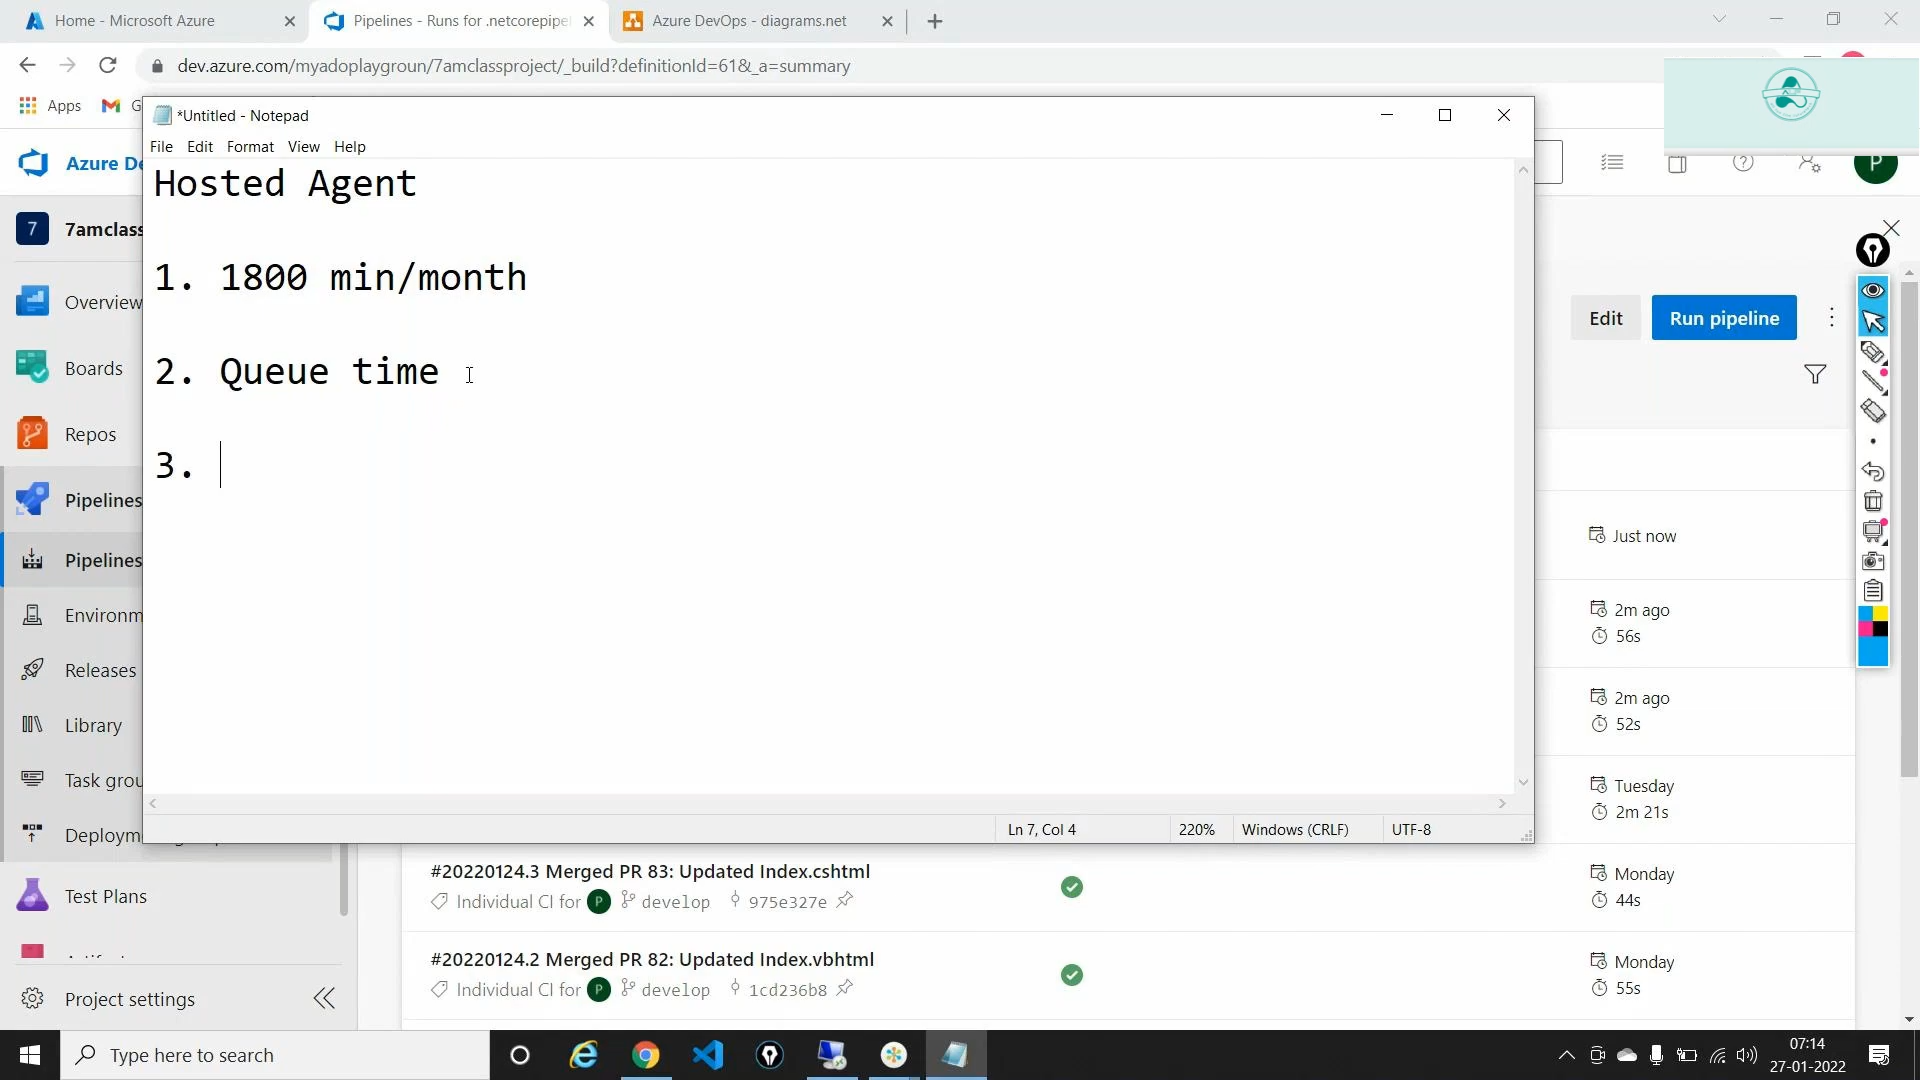 Home - Microsoft Azure
Pipelines - Runs for .netcorepipe
Azure DevOps - diagrams.net
dev.azure.com/myadoplaygroun/7amclassproject/_build?definitionId=61&_a=summary
Apps
G
*Untitled - Notepad
File Edit Format View Help
Hosted Agent
1. 1800 min/month
2. Queue time
3.
Ln 7, Col 4
220%
Windows (CRLF)
UTF-8
Azure De
P
7
7amclass
Overview
Boards
Repos
Pipelines
Pipelines
Environm
Releases
Library
Task grou
Deploym
Test Plans
Project settings
Edit
Run pipeline
Just now
2m ago
56s
2m ago
52s
Tuesday
2m 21s
#20220124.3 Merged PR 83: Updated Index.cshtml
Individual CI for P develop 975e327e
Monday
44s
#20220124.2 Merged PR 82: Updated Index.vbhtml
Individual CI for P develop 1cd236b8
Monday
55s
Type here to search
07:14
27-01-2022